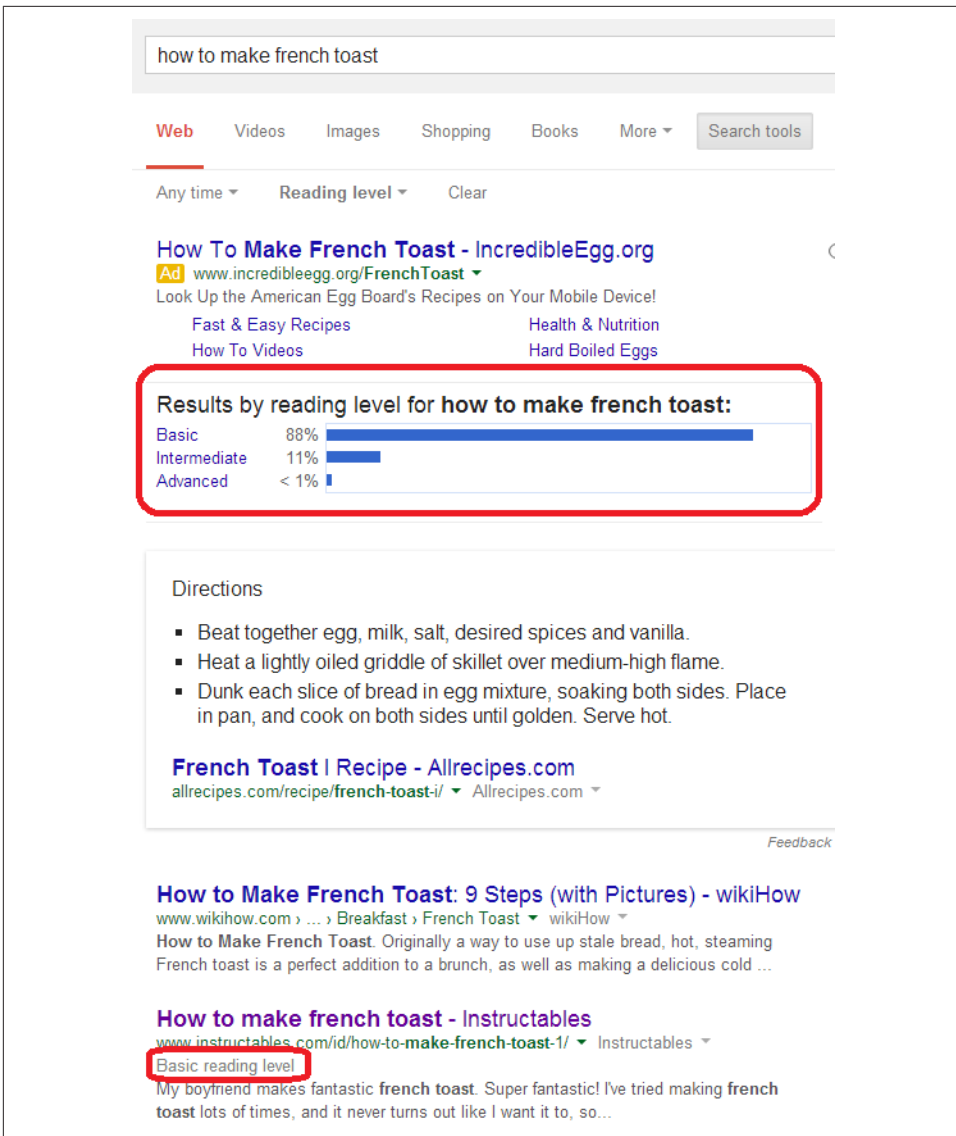 how to make french toast
Web Videos Images Shopping Books More Search tools
Any time Reading level Clear
How To Make French Toast - IncredibleEgg.org
Ad www.incredibleegg.org/FrenchToast
Look Up the American Egg Board's Recipes on Your Mobile Device!
Fast & Easy Recipes Health & Nutrition
How To Videos Hard Boiled Eggs
Results by reading level for how to make french toast:
Basic 88%
Intermediate 11%
Advanced < 1%
Directions
▪ Beat together egg, milk, salt, desired spices and vanilla.
▪ Heat a lightly oiled griddle of skillet over medium-high flame.
▪ Dunk each slice of bread in egg mixture, soaking both sides. Place
in pan, and cook on both sides until golden. Serve hot.
French Toast I Recipe - Allrecipes.com
allrecipes.com/recipe/french-toast-i/ Allrecipes.com
Feedback
How to Make French Toast: 9 Steps (with Pictures) - wikiHow
www.wikihow.com › ... › Breakfast › French Toast wikiHow
How to Make French Toast. Originally a way to use up stale bread, hot, steaming
French toast is a perfect addition to a brunch, as well as making a delicious cold ...
How to make french toast - Instructables
www.instructables.com/id/how-to-make-french-toast-1/ Instructables
Basic reading level
My boyfriend makes fantastic french toast. Super fantastic! I've tried making french
toast lots of times, and it never turns out like I want it to, so...